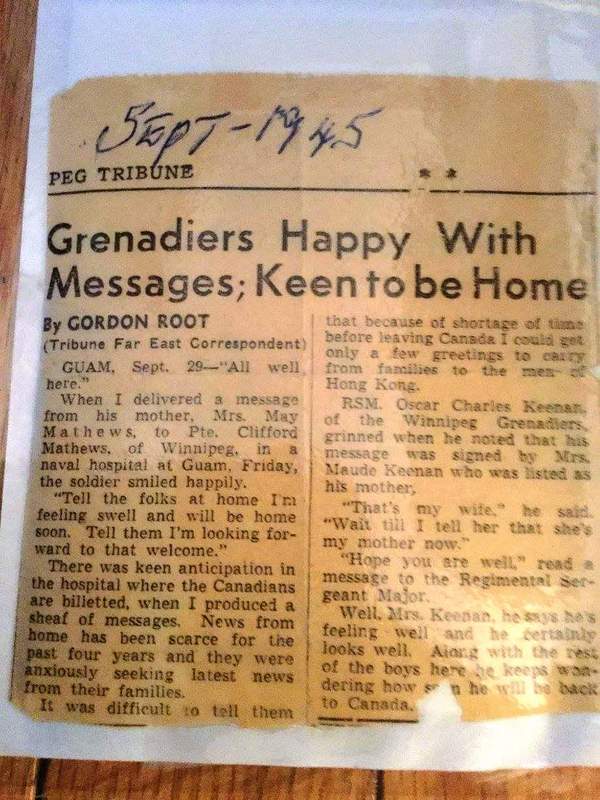 SEPT-1945
PEG TRIBUNE
* *
Grenadiers Happy With
Messages; Keen to be Home
By GORDON ROOT
(Tribune Far East Correspondent)
GUAM, Sept. 29—"All well
here."
When I delivered a message
from his mother, Mrs. May
Mathews, to Pte. Clifford
Mathews, of Winnipeg, in a
naval hospital at Guam, Friday,
the soldier smiled happily.
"Tell the folks at home I'm
feeling swell and will be home
soon. Tell them I'm looking for-
ward to that welcome."
There was keen anticipation in
the hospital where the Canadians
are billetted, when I produced a
sheaf of messages. News from
home has been scarce for the
past four years and they were
anxiously seeking latest news
from their families.
It was difficult to tell them
that because of shortage of time
before leaving Canada I could get
only a few greetings to carry
from families to the men of
Hong Kong.
RSM. Oscar Charles Keenan,
of the Winnipeg Grenadiers,
grinned when he noted that his
message was signed by Mrs.
Maude Keenan who was listed as
his mother,
"That's my wife," he said.
"Wait till I tell her that she's
my mother now."
"Hope you are well," read a
message to the Regimental Ser-
geant Major.
Well, Mrs. Keenan, he says he's
feeling well and he certainly
looks well. Along with the rest
of the boys here he keeps won-
dering how he will be back
to Canada.